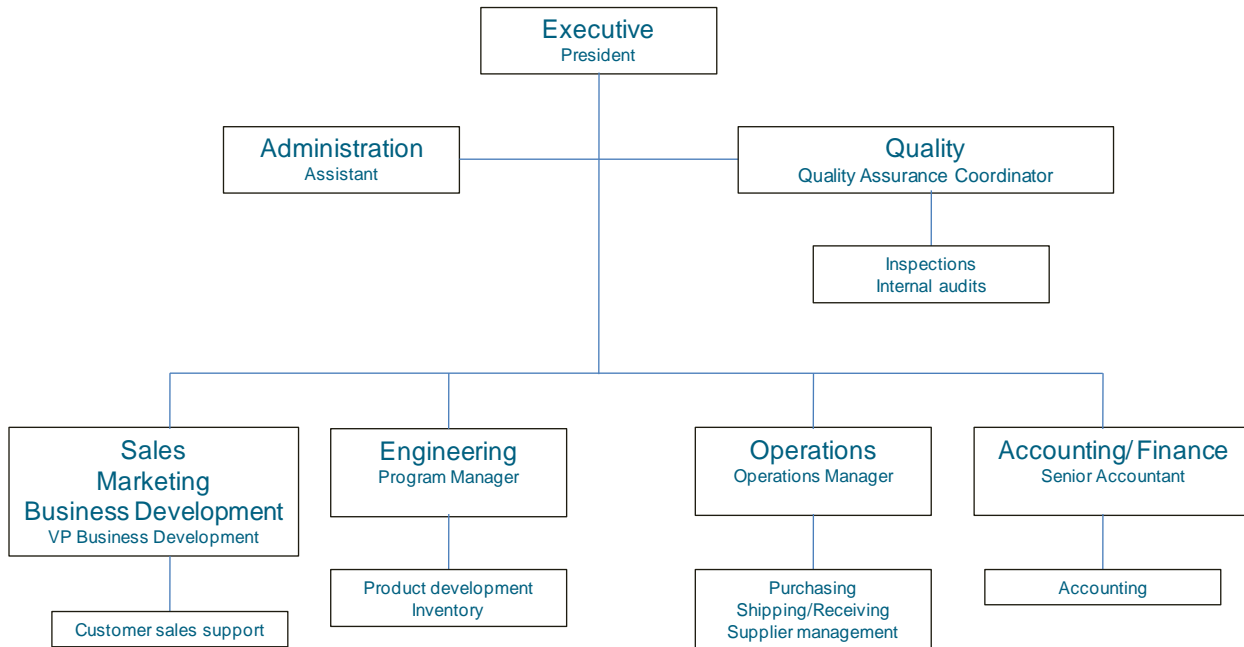 Executive
President
Administration
Assistant
Quality
Quality Assurance Coordinator
Inspections
Internal audits
Sales
Marketing
Business Development
VP Business Development
Engineering
Program Manager
Operations
Operations Manager
Accounting/ Finance
Senior Accountant
Customer sales support
Product development
Inventory
Purchasing
Shipping/Receiving
Supplier management
Accounting